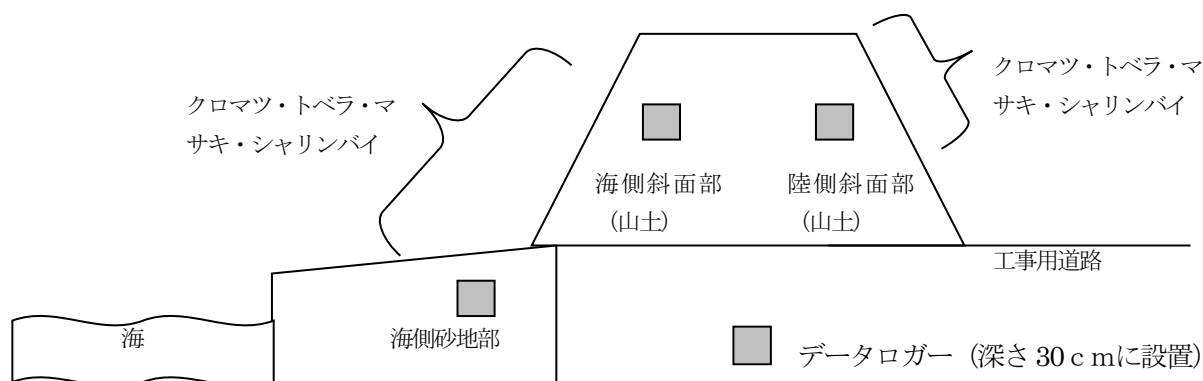 クロマツ・トベラ・マ
サキ・シャリンバイ
クロマツ・トベラ・マ
サキ・シャリンバイ
海側斜面部
(山土)
陸側斜面部
(山土)
工事用道路
海
海側砂地部
データロガー (深さ30cmに設置)